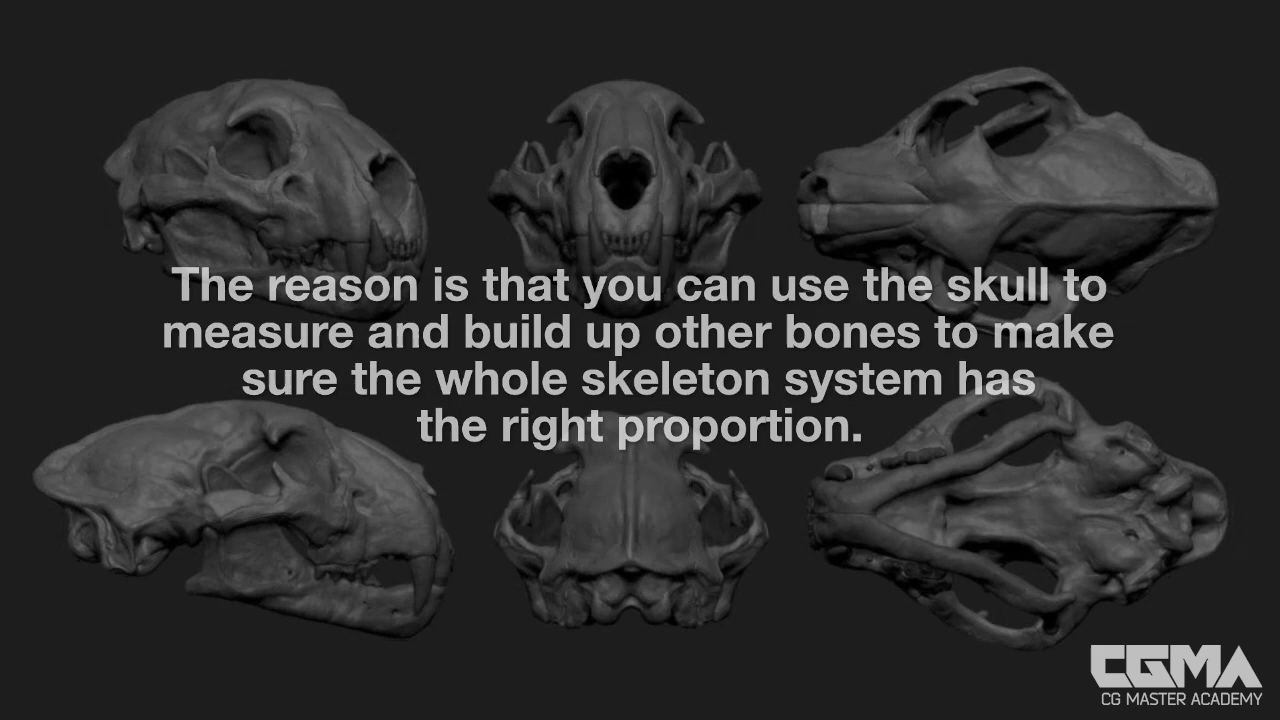 The reason is that you can use the skull to
measure and build up other bones to make
sure the whole skeleton system has
the right proportion.
CGMA
CG MASTER ACADEMY